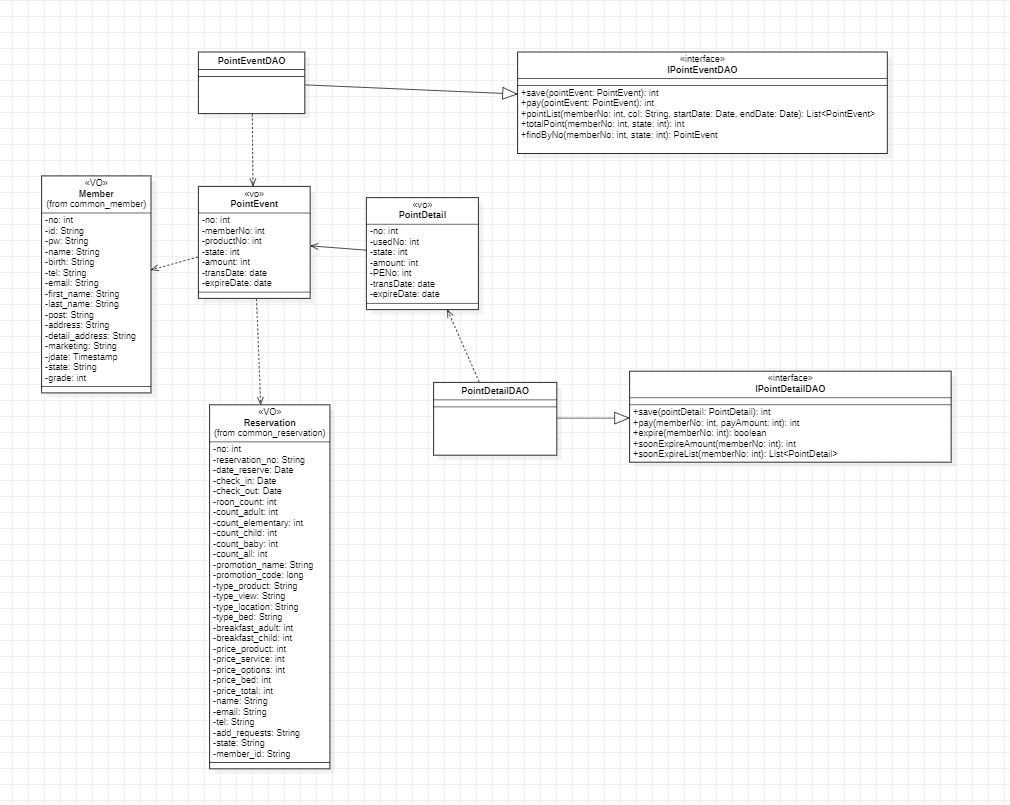 PointEventDAO
«interface»
IPointEventDAO
+save(pointEvent: PointEvent): int
+pay(pointEvent: PointEvent): int
+pointList(memberNo: int, col: String, startDate: Date, endDate: Date): List<PointEvent>
+totalPoint(memberNo: int, state: int): int
+findByNo(memberNo: int, state: int): PointEvent
«VO»
Member
(from common_member)
-no: int
-id: String
-pw: String
-name: String
-birth: String
-tel: String
-email: String
-first_name: String
-last_name: String
-post: String
-address: String
-detail_address: String
-marketing: String
-jdate: Timestamp
-state: String
-grade: int
«vo»
PointEvent
-no: int
-memberNo: int
-productNo: int
-state: int
-amount: int
-transDate: date
-expireDate: date
«vo»
PointDetail
-no: int
-usedNo: int
-state: int
-amount: int
-PENo: int
-transDate: date
-expireDate: date
PointDetailDAO
«interface»
IPointDetailDAO
+save(pointDetail: PointDetail): int
+pay(memberNo: int, payAmount: int): int
+expire(memberNo: int): boolean
+soonExpireAmount(memberNo: int): int
+soonExpireList(memberNo: int): List<PointDetail>
«VO»
Reservation
(from common_reservation)
-no: int
-reservation_no: String
-date_reserve: Date
-check_in: Date
-check_out: Date
-roon_count: int
-count_adult: int
-count_elementary: int
-count_child: int
-count_baby: int
-count_all: int
-promotion_name: String
-promotion_code: long
-type_product: String
-type_view: String
-type_location: String
-type_bed: String
-breakfast_adult: int
-breakfast_child: int
-price_product: int
-price_service: int
-price_options: int
-price_bed: int
-price_total: int
-name: String
-email: String
-tel: String
-add_requests: String
-state: String
-member_id: String